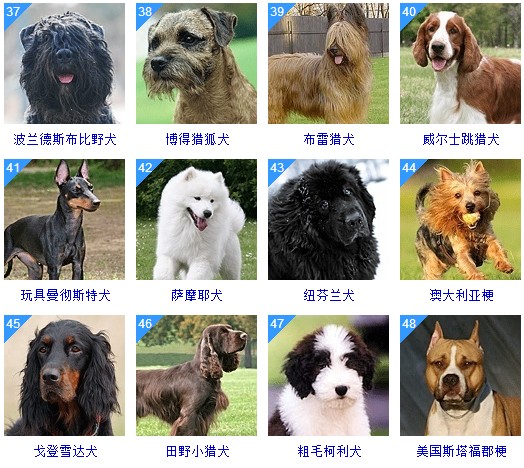 37
38
39
40
波兰德斯布比野犬
博得猎狐犬
布雷猎犬
威尔士跳猎犬
41
42
43
44
玩具曼彻斯特犬
萨摩耶犬
纽芬兰犬
澳大利亚梗
45
46
47
48
戈登雪达犬
田野小猎犬
粗毛柯利犬
美国斯塔福郡梗